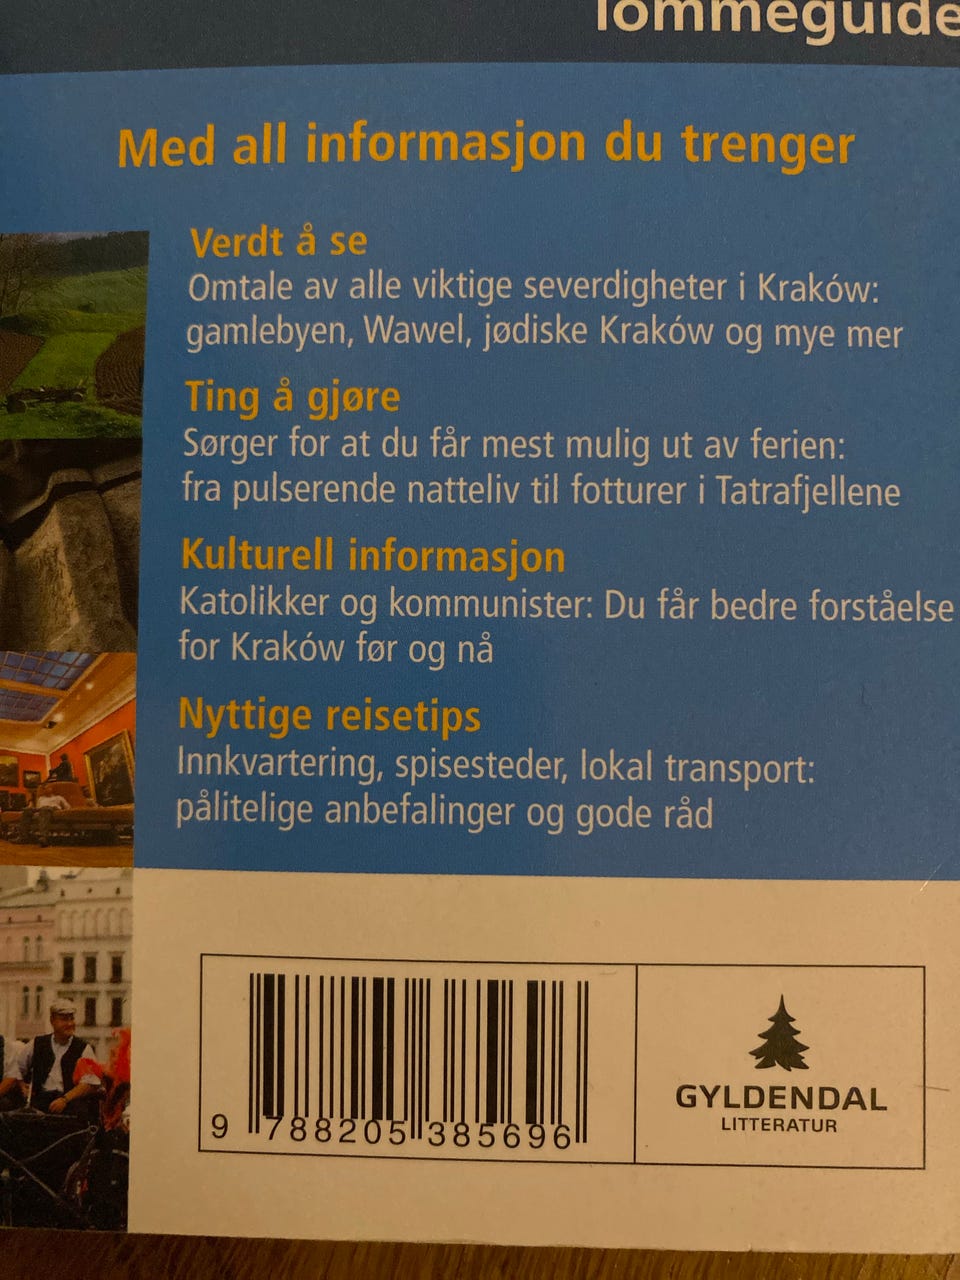 lommeguide
Med all informasjon du trenger
Verdt å se
Omtale av alle viktige severdigheter i Kraków:
gamlebyen, Wawel, jødiske Kraków og mye mer
Ting å gjøre
Sørger for at du får mest mulig ut av ferien:
fra pulserende natteliv til fotturer i Tatrafjellene
Kulturell informasjon
Katolikker og kommunister: Du får bedre forståelse
for Kraków før og nå
Nyttige reisetips
Innkvartering, spisesteder, lokal transport:
pålitelige anbefalinger og gode råd
9 788205 385696
GYLDENDAL
LITTERATUR